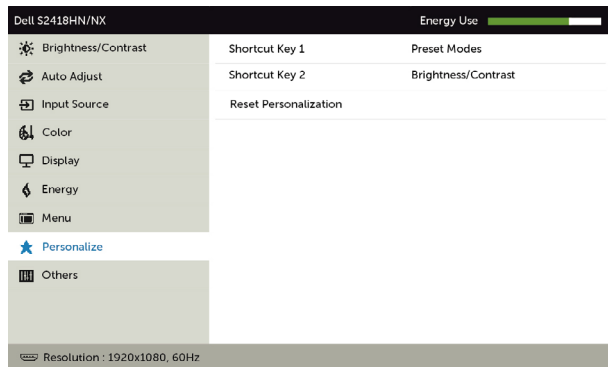 Dell S2418HN/NX Energy Use
Brightness/Contrast Shortcut Key 1 Preset Modes
Auto Adjust Shortcut Key 2 Brightness/Contrast
Input Source Reset Personalization
Color
Display
Energy
Menu
Personalize
Others
Resolution : 1920x1080, 60Hz